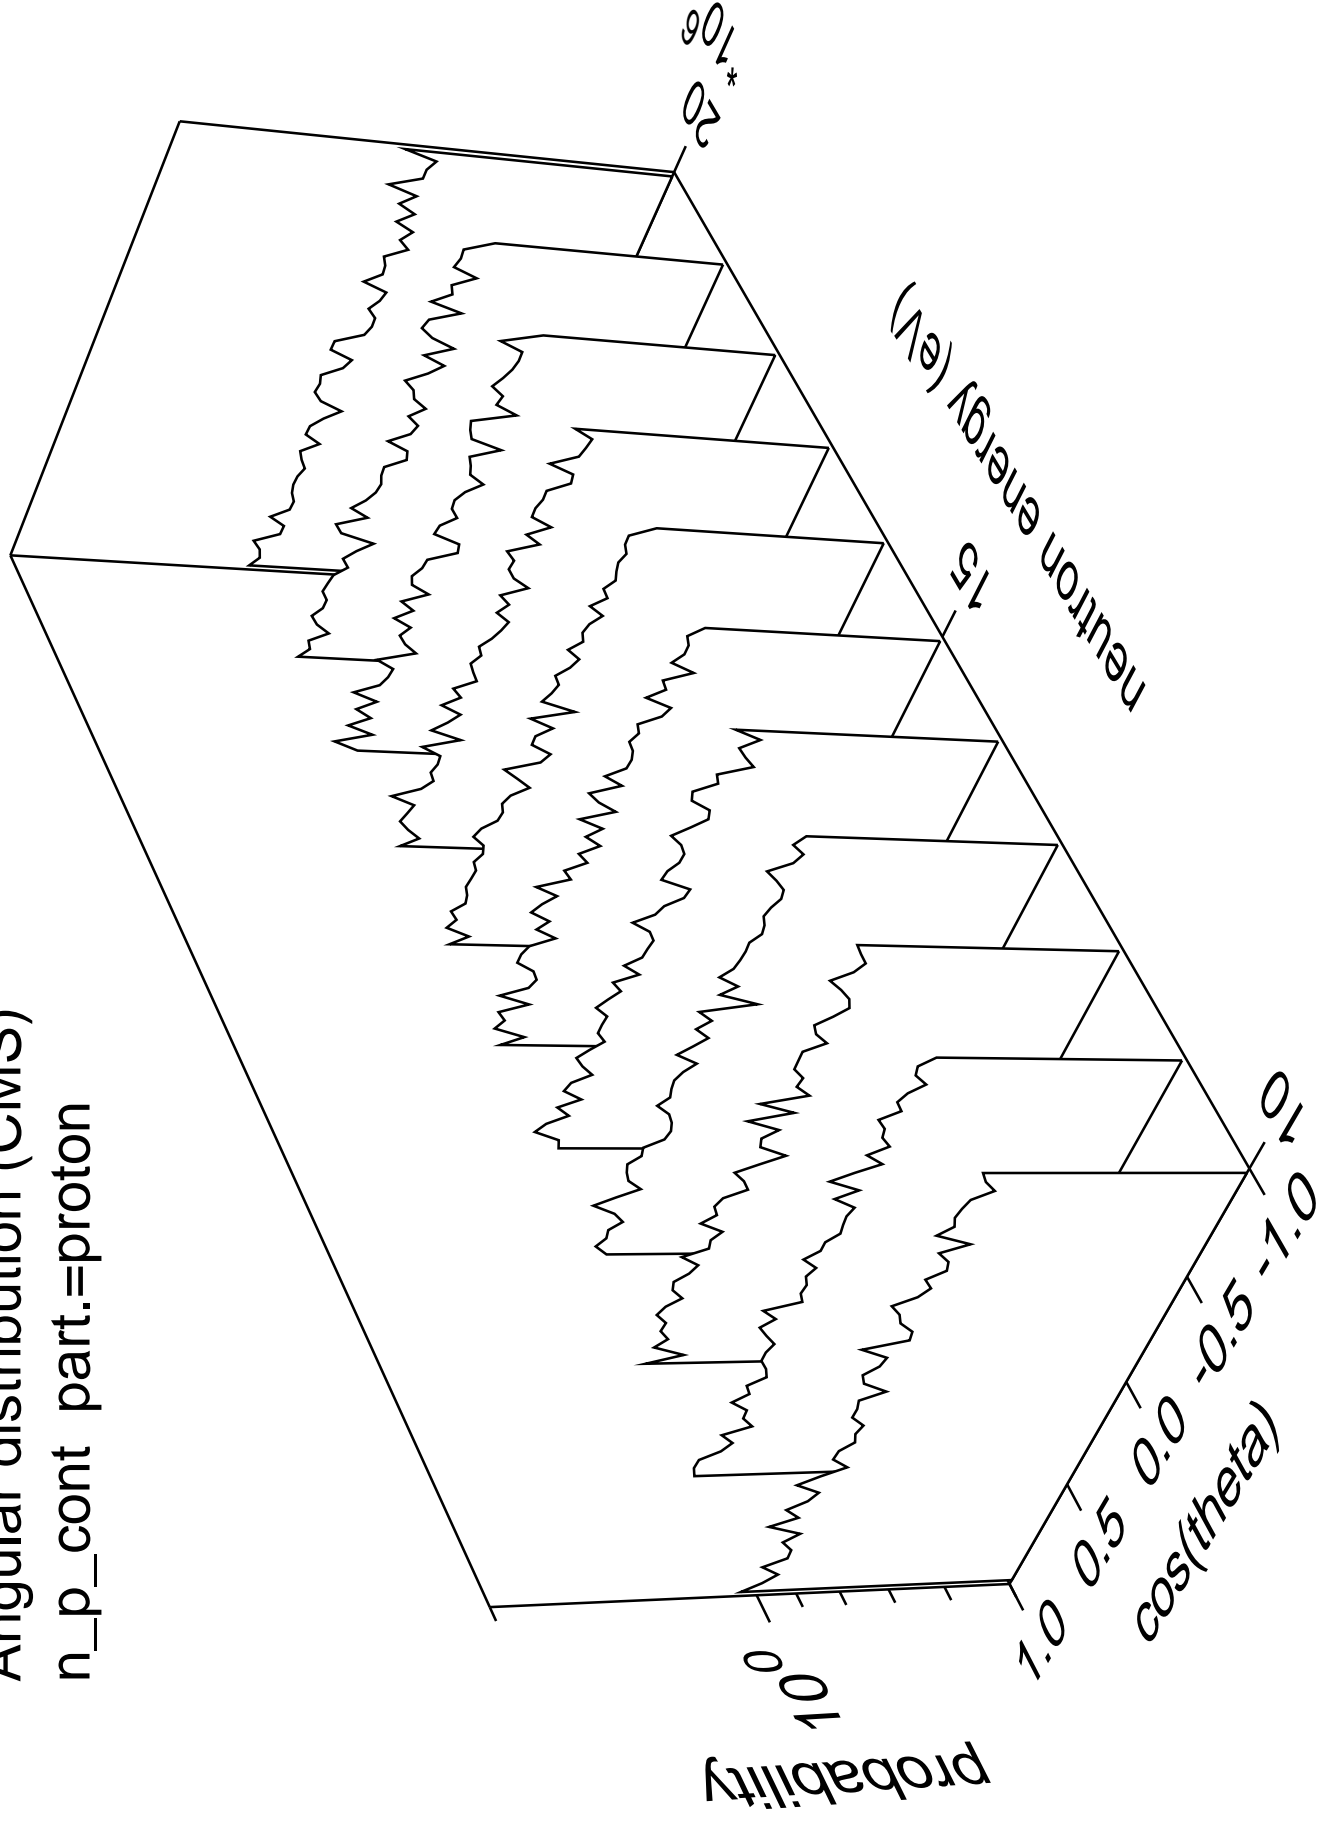 Angular distribution (CMS)
n_p_cont part.=proton
probability
10^0
1.0 0.5 0.0 -0.5 -1.0
cos(theta)
10 15 20 * 10^6
neutron energy (eV)